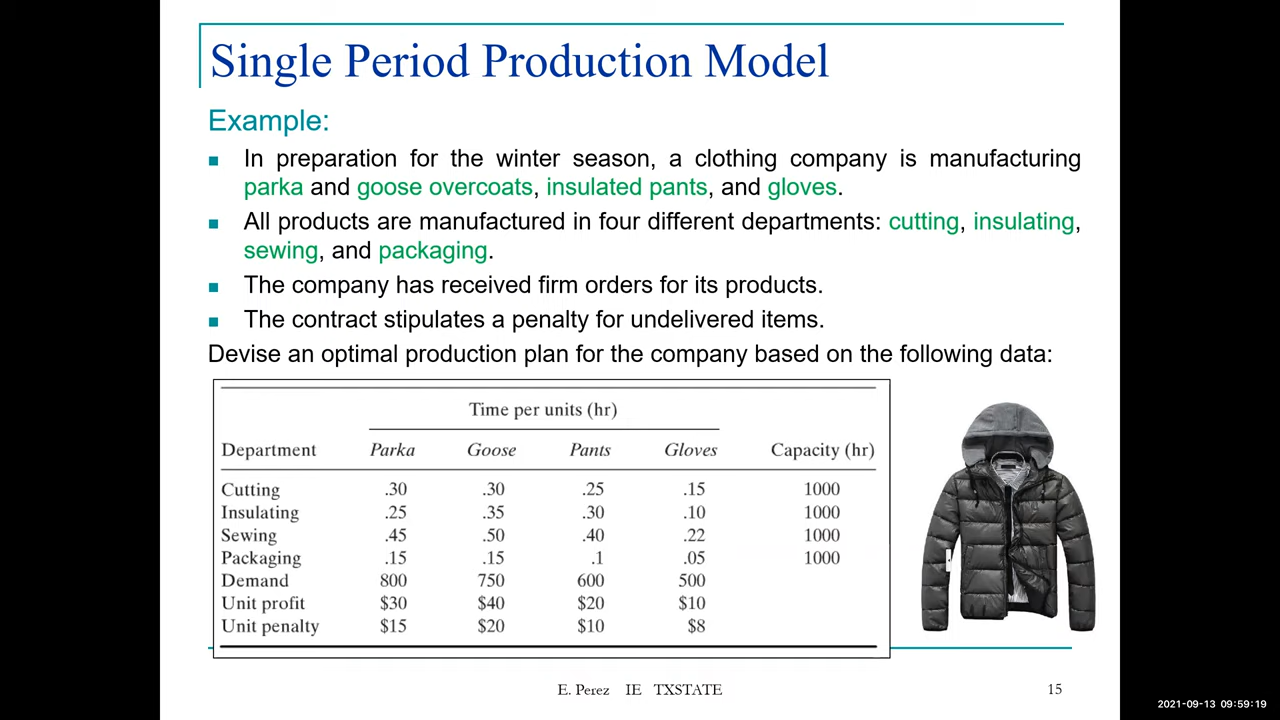 Single Period Production Model
Example:
In preparation for the winter season, a clothing company is manufacturing
parka and goose overcoats, insulated pants, and gloves.
All products are manufactured in four different departments: cutting, insulating,
sewing, and packaging.
The company has received firm orders for its products.
The contract stipulates a penalty for undelivered items.
Devise an optimal production plan for the company based on the following data:
Time per units (hr)
Department Parka Goose Pants Gloves Capacity (hr)
Cutting .30 .30 .25 .15 1000
Insulating .25 .35 .30 .10 1000
Sewing .45 .50 .40 .22 1000
Packaging .15 .15 .1 .05 1000
Demand 800 750 600 500
Unit profit $30 $40 $20 $10
Unit penalty $15 $20 $10 $8
E. Perez IE TXSTATE 15
2021-09-13 09:59:19